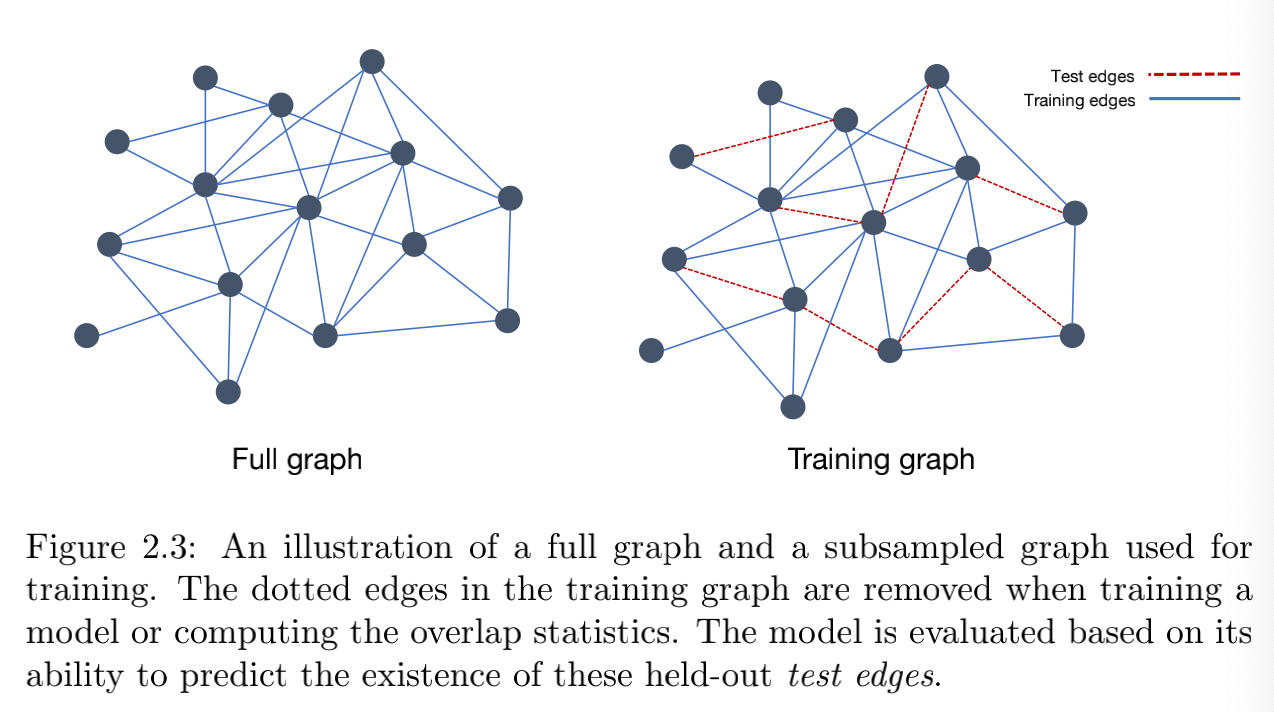 Test edges
Training edges
Full graph
Training graph
Figure 2.3: An illustration of a full graph and a subsampled graph used for
training. The dotted edges in the training graph are removed when training a
model or computing the overlap statistics. The model is evaluated based on its
ability to predict the existence of these held-out test edges.